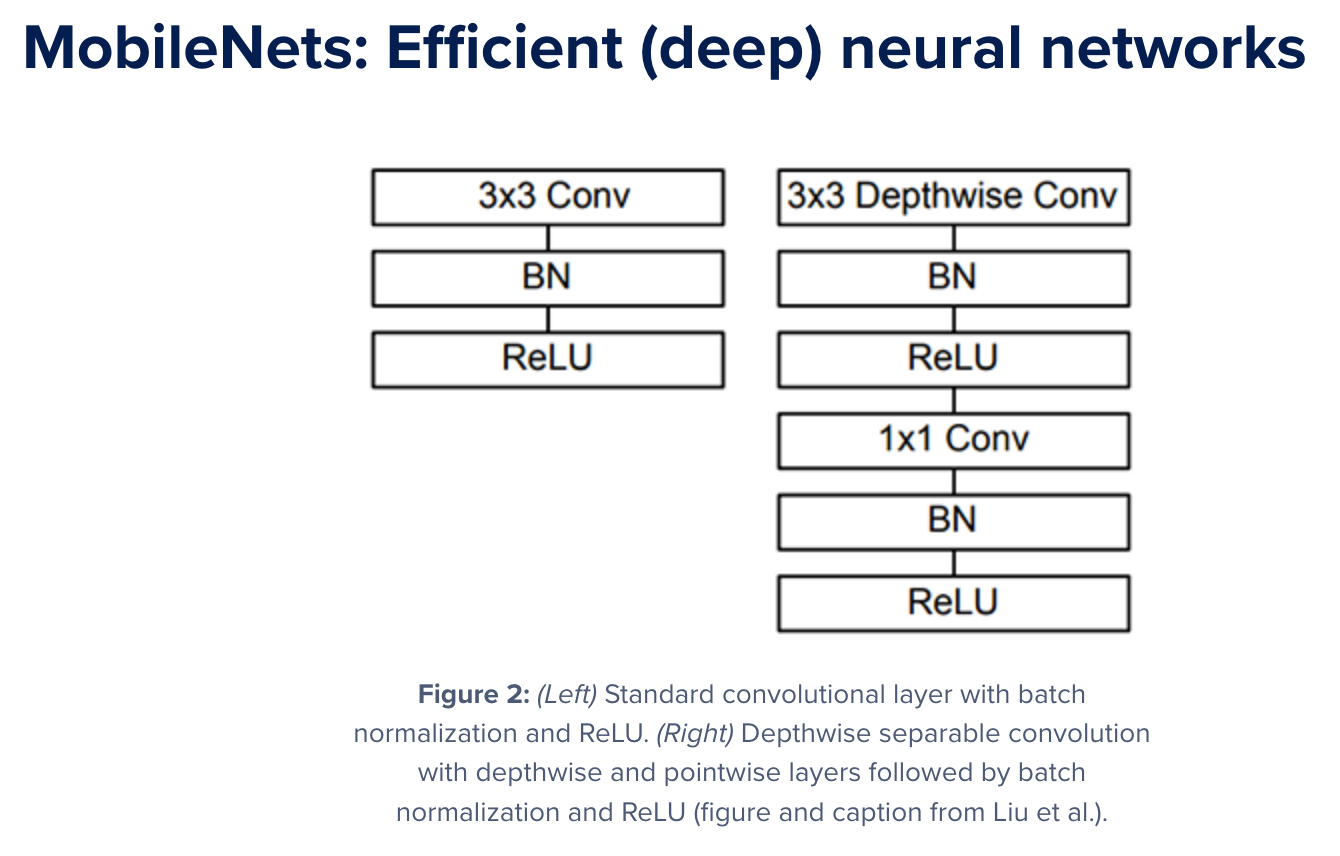 MobileNets: Efficient (deep) neural networks
3x3 Conv
BN
ReLU
3x3 Depthwise Conv
BN
ReLU
1x1 Conv
BN
ReLU
Figure 2: (Left) Standard convolutional layer with batch
normalization and ReLU. (Right) Depthwise separable convolution
with depthwise and pointwise layers followed by batch
normalization and ReLU (figure and caption from Liu et al.).